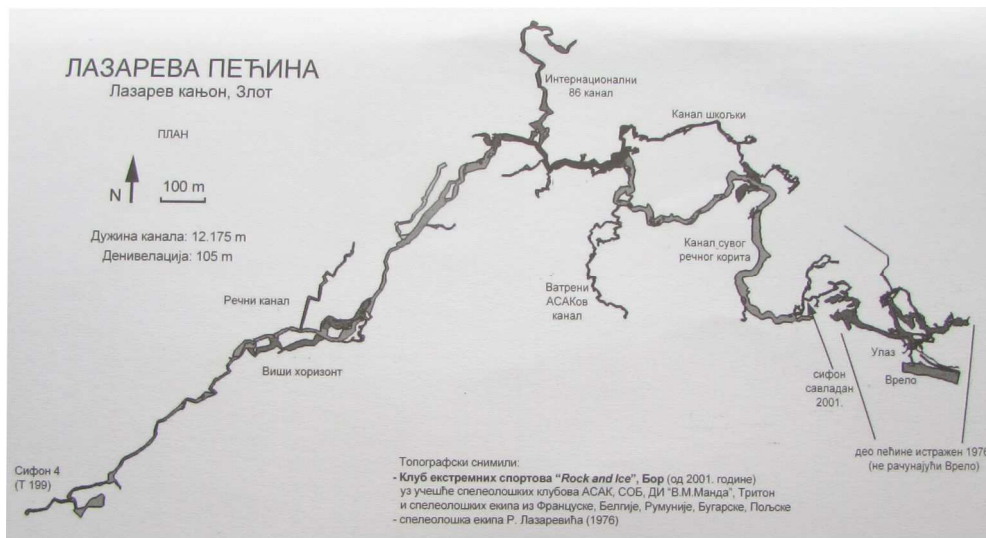 ЛАЗАРЕВА ПЕЋИНА
Лазарев кањон, Злот
ПЛАН
N
100 m
Дужина канала: 12.175 m
Денивелација: 105 m
Интернационални
86 канал
Канал шкољки
Речни канал
Виши хоризонт
Ватрени
АСАКов
канал
Канал сувог
речног корита
Улаз
Врело
сифон
савладан
2001.
део пећине истражен 1976
(не рачунајући Врело)
Сифон 4
(Т 199)
Топографски снимили:
- Клуб екстремних спортова “Rock and Ice”, Бор (од 2001. године)
уз учешће спелеолошких клубова АСАК, СОБ, ДИ “В.М.Манда”, Тритон
и спелеолошких екипа из Француске, Белгије, Румуније, Бугарске, Пољске
- спелеолошка екипа Р. Лазаревића (1976)